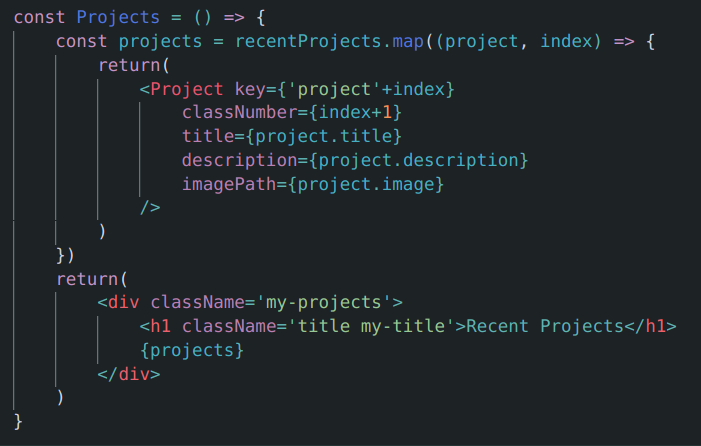 const Projects = () => {
    const projects = recentProjects.map((project, index) => {
        return(
            <Project key={'project'+index}
                classNumber={index+1}
                title={project.title}
                description={project.description}
                imagePath={project.image}
            />
        )
    })
    return(
        <div className='my-projects'>
            <h1 className='title my-title'>Recent Projects</h1>
            {projects}
        </div>
    )
}